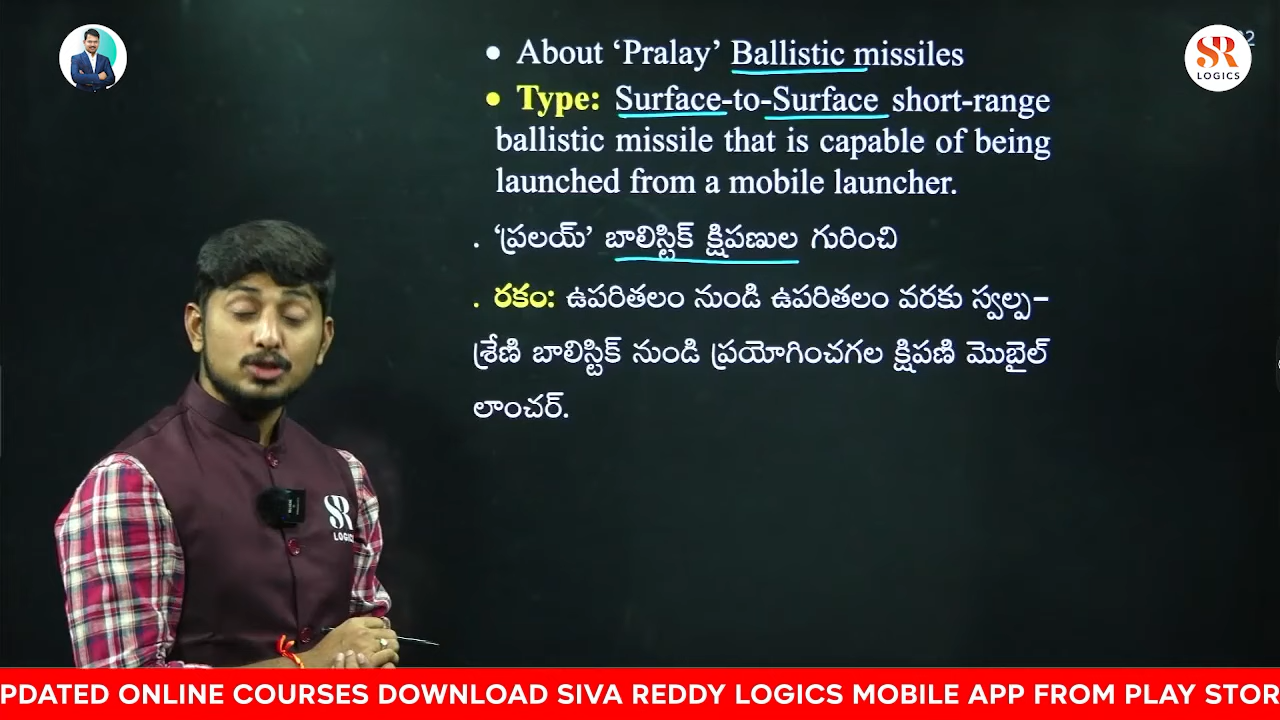 • About ‘Pralay’ Ballistic missiles
• Type: Surface-to-Surface short-range
ballistic missile that is capable of being
launched from a mobile launcher.
. ‘ప్రలయ్’ బాలిస్టిక్ క్షిపణుల గురించి
. రకం: ఉపరితలం నుండి ఉపరితలం వరకు స్వల్ప-
శ్రేణి బాలిస్టిక్ నుండి ప్రయోగించగల క్షిపణి మొబైల్
లాంచర్.
SR
LOGICS
SR
LOGICS
PDATED ONLINE COURSES DOWNLOAD SIVA REDDY LOGICS MOBILE APP FROM PLAY STOR